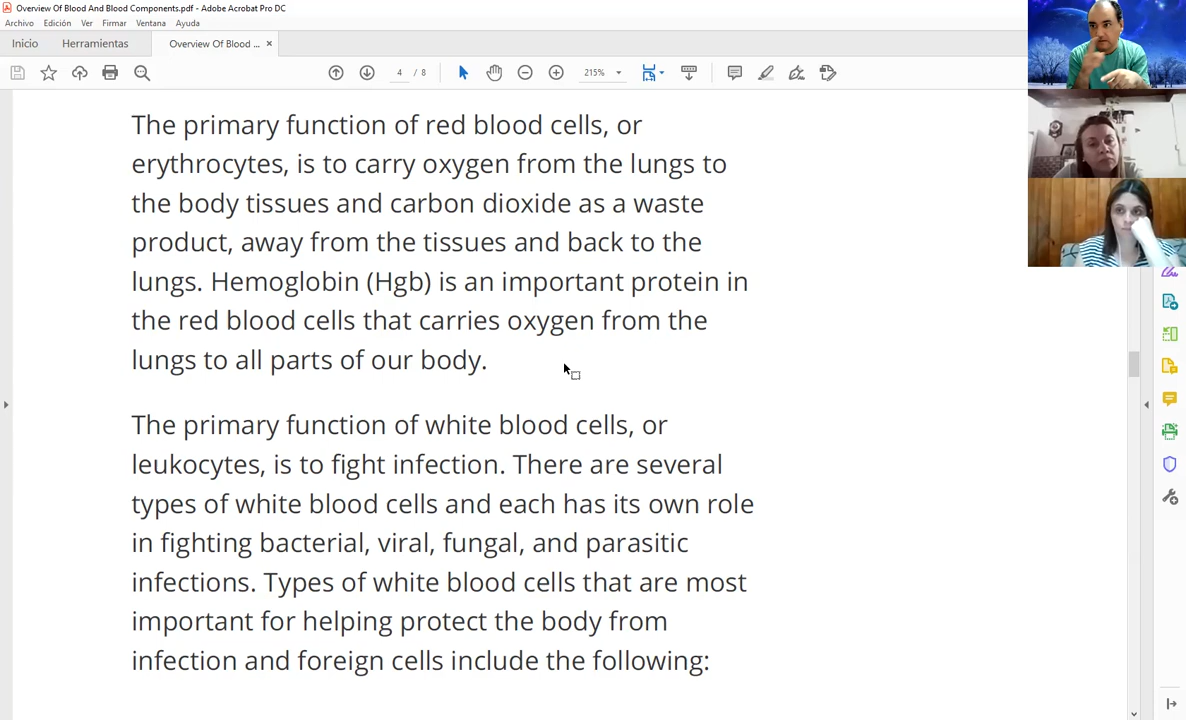 Overview Of Blood And Blood Components.pdf - Adobe Acrobat Pro DC
Archivo Edición Ver Firmar Ventana Ayuda
Inicio Herramientas Overview Of Blood ... ×
4 / 8 215%
The primary function of red blood cells, or
erythrocytes, is to carry oxygen from the lungs to
the body tissues and carbon dioxide as a waste
product, away from the tissues and back to the
lungs. Hemoglobin (Hgb) is an important protein in
the red blood cells that carries oxygen from the
lungs to all parts of our body.
The primary function of white blood cells, or
leukocytes, is to fight infection. There are several
types of white blood cells and each has its own role
in fighting bacterial, viral, fungal, and parasitic
infections. Types of white blood cells that are most
important for helping protect the body from
infection and foreign cells include the following: